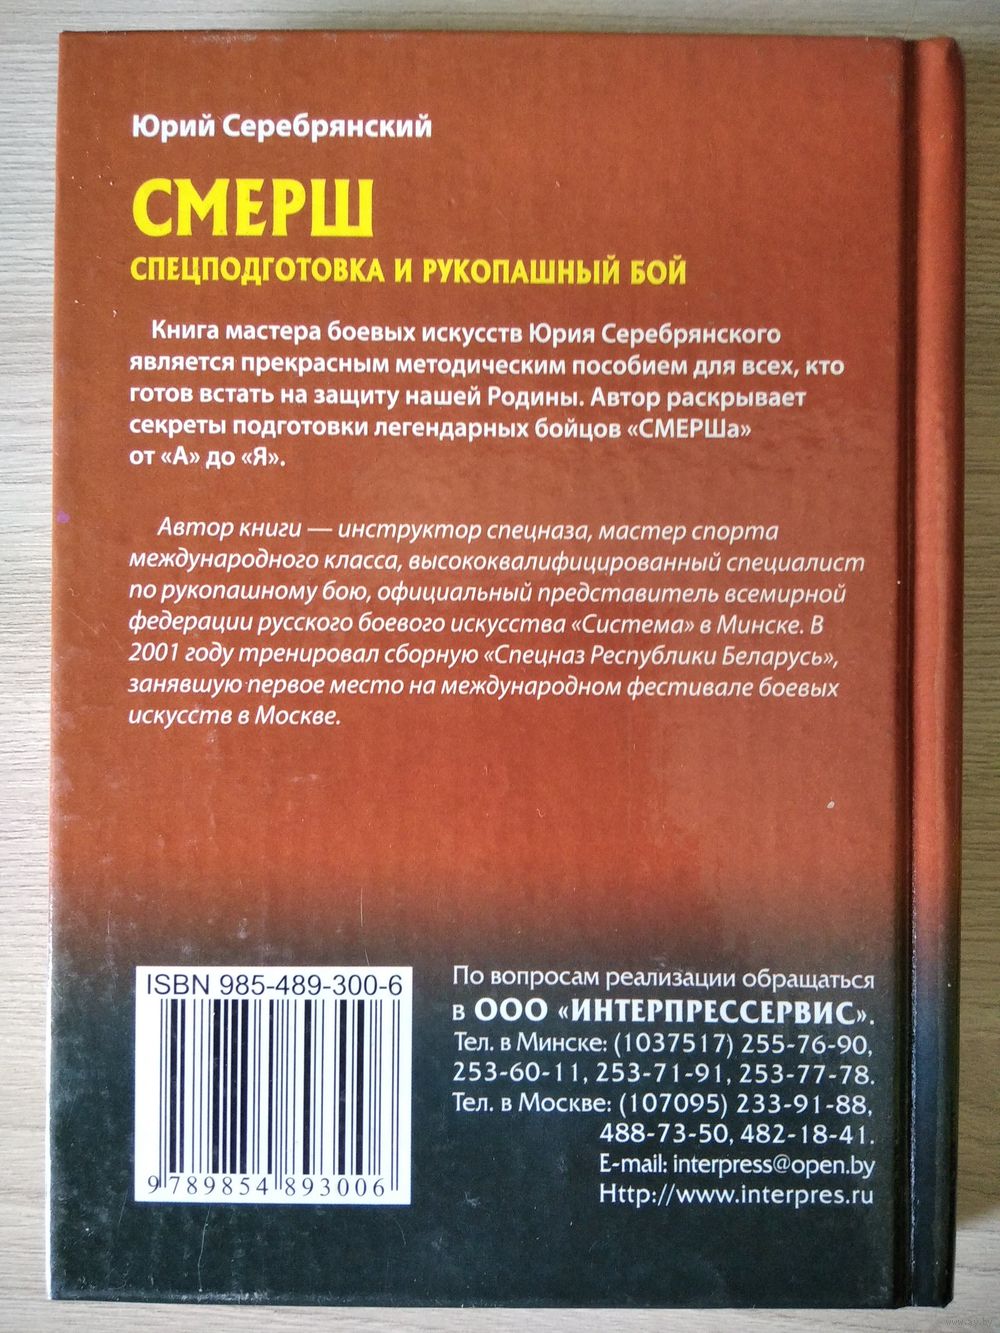 Юрий Серебрянский
СМЕРШ
СПЕЦПОДГОТОВКА И РУКОПАШНЫЙ БОЙ
Книга мастера боевых искусств Юрия Серебрянского
является прекрасным методическим пособием для всех, кто
готов встать на защиту нашей Родины. Автор раскрывает
секреты подготовки легендарных бойцов «СМЕРШа»
от «А» до «Я».
Автор книги — инструктор спецназа, мастер спорта
международного класса, высококвалифицированный специалист
по рукопашному бою, официальный представитель всемирной
федерации русского боевого искусства «Система» в Минске. В
2001 году тренировал сборную «Спецназ Республики Беларусь»,
занявшую первое место на международном фестивале боевых
искусств в Москве.
ISBN 985-489-300-6
9 789854 893006
По вопросам реализации обращаться
в ООО «ИНТЕРПРЕССЕРВИС».
Тел. в Минске: (1037517) 255-76-90,
253-60-11, 253-71-91, 253-77-78.
Тел. в Москве: (107095) 233-91-88,
488-73-50, 482-18-41.
E-mail: interpress@open.by
Http://www.interpres.ru